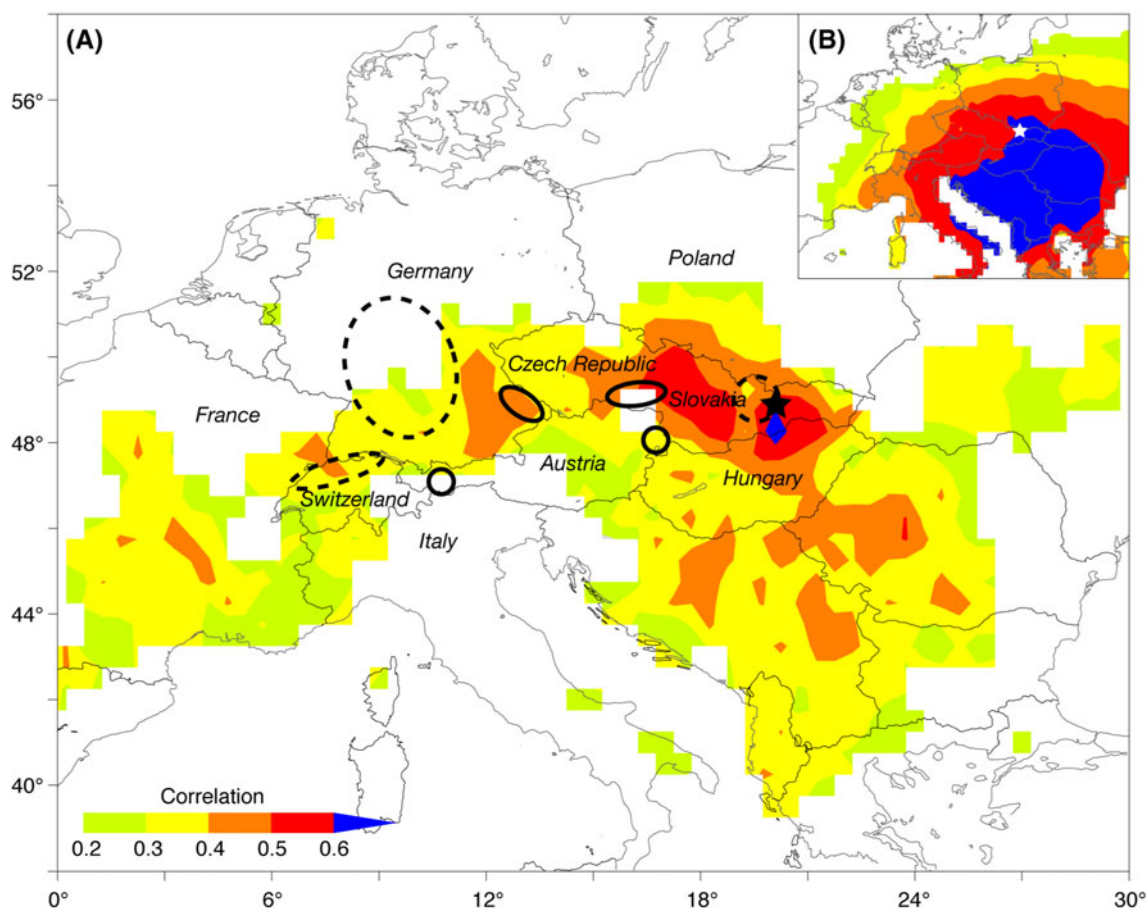 (A)
(B)
56°
52°
48°
44°
40°
Germany
Poland
Czech Republic
France
Slovakia
Austria
Hungary
Switzerland
Italy
Correlation
0.2 0.3 0.4 0.5 0.6
0° 6° 12° 18° 24° 30°